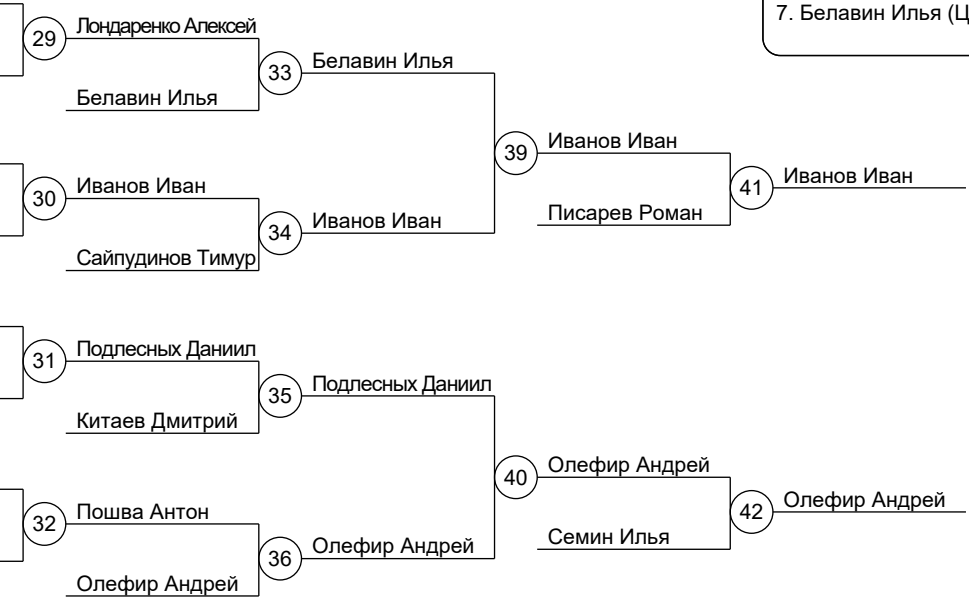 7. Белавин Илья (Ц
29
Лондаренко Алексей
33
Белавин Илья
Белавин Илья
39
Иванов Иван
30
Иванов Иван
41
Иванов Иван
34
Иванов Иван
Писарев Роман
Сайпудинов Тимур
31
Подлесных Даниил
35
Подлесных Даниил
Китаев Дмитрий
40
Олефир Андрей
32
Пошва Антон
42
Олефир Андрей
36
Олефир Андрей
Семин Илья
Олефир Андрей